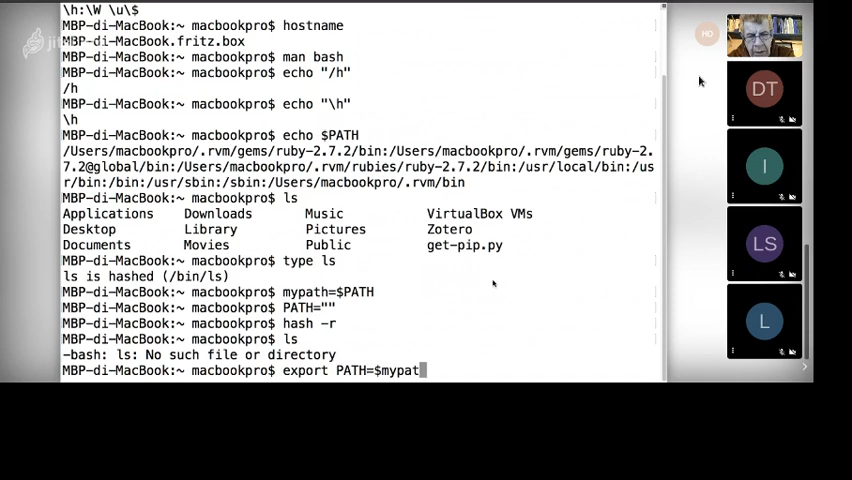 \h:\W \u\$
MBP-di-MacBook:~ macbookpro$ hostname
MBP-di-MacBook.fritz.box
MBP-di-MacBook:~ macbookpro$ man bash
MBP-di-MacBook:~ macbookpro$ echo "/h"
/h
MBP-di-MacBook:~ macbookpro$ echo "\h"
\h
MBP-di-MacBook:~ macbookpro$ echo $PATH
/Users/macbookpro/.rvm/gems/ruby-2.7.2/bin:/Users/macbookpro/.rvm/gems/ruby-2.
7.2@global/bin:/Users/macbookpro/.rvm/rubies/ruby-2.7.2/bin:/usr/local/bin:/us
r/bin:/bin:/usr/sbin:/sbin:/Users/macbookpro/.rvm/bin
MBP-di-MacBook:~ macbookpro$ ls
Applications Downloads Music VirtualBox VMs
Desktop Library Pictures Zotero
Documents Movies Public get-pip.py
MBP-di-MacBook:~ macbookpro$ type ls
ls is hashed (/bin/ls)
MBP-di-MacBook:~ macbookpro$ mypath=$PATH
MBP-di-MacBook:~ macbookpro$ PATH=""
MBP-di-MacBook:~ macbookpro$ hash -r
MBP-di-MacBook:~ macbookpro$ ls
-bash: ls: No such file or directory
MBP-di-MacBook:~ macbookpro$ export PATH=$mypat
HD
DT
I
LS
L